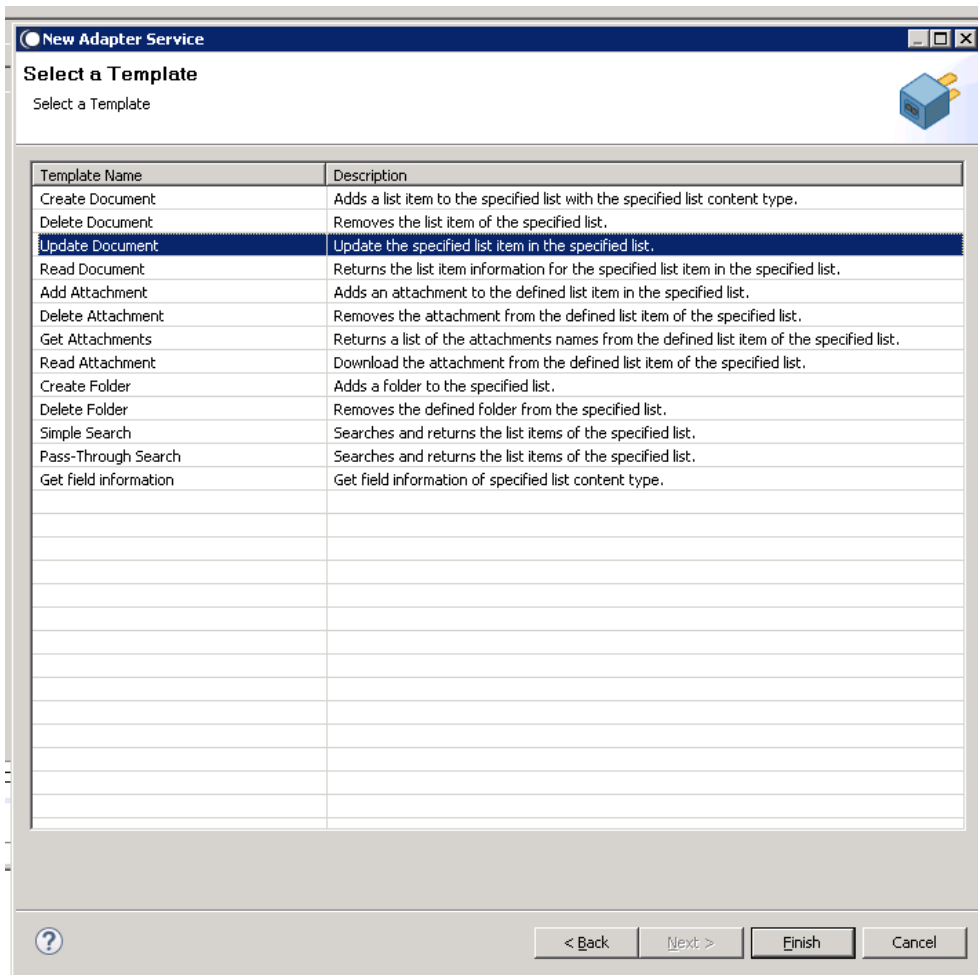 New Adapter Service
Select a Template
Select a Template
Template Name Description
Create Document Adds a list item to the specified list with the specified list content type.
Delete Document Removes the list item of the specified list.
Update Document Update the specified list item in the specified list.
Read Document Returns the list item information for the specified list item in the specified list.
Add Attachment Adds an attachment to the defined list item in the specified list.
Delete Attachment Removes the attachment from the defined list item of the specified list.
Get Attachments Returns a list of the attachments names from the defined list item of the specified list.
Read Attachment Download the attachment from the defined list item of the specified list.
Create Folder Adds a folder to the specified list.
Delete Folder Removes the defined folder from the specified list.
Simple Search Searches and returns the list items of the specified list.
Pass-Through Search Searches and returns the list items of the specified list.
Get field information Get field information of specified list content type.
? < Back Next > Finish Cancel